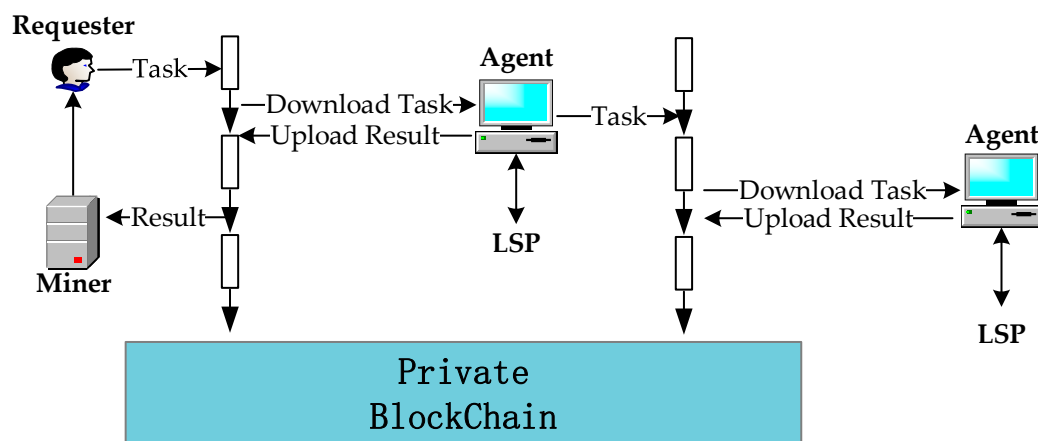 Requester
Task
Agent
Download Task
Task
Upload Result
Agent
Download Task
Result
Upload Result
LSP
Miner
LSP
Private
BlockChain